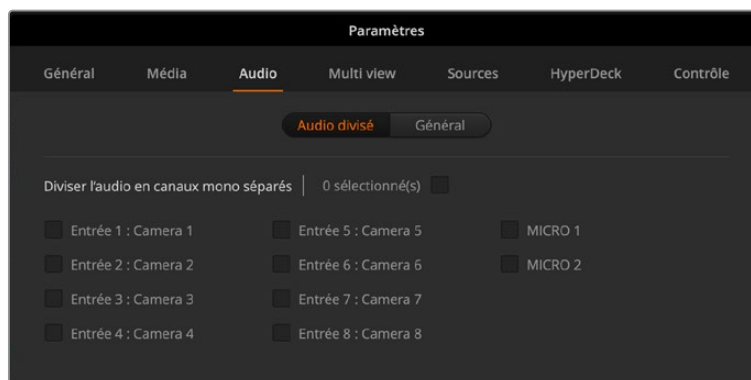 Paramètres
Général Média Audio Multi view Sources HyperDeck Contrôle
Audio divisé Général
Diviser l'audio en canaux mono séparés 0 sélectionné(s)
Entrée 1 : Camera 1 Entrée 5 : Camera 5 MICRO 1
Entrée 2 : Camera 2 Entrée 6 : Camera 6 MICRO 2
Entrée 3 : Camera 3 Entrée 7 : Camera 7
Entrée 4 : Camera 4 Entrée 8 : Camera 8